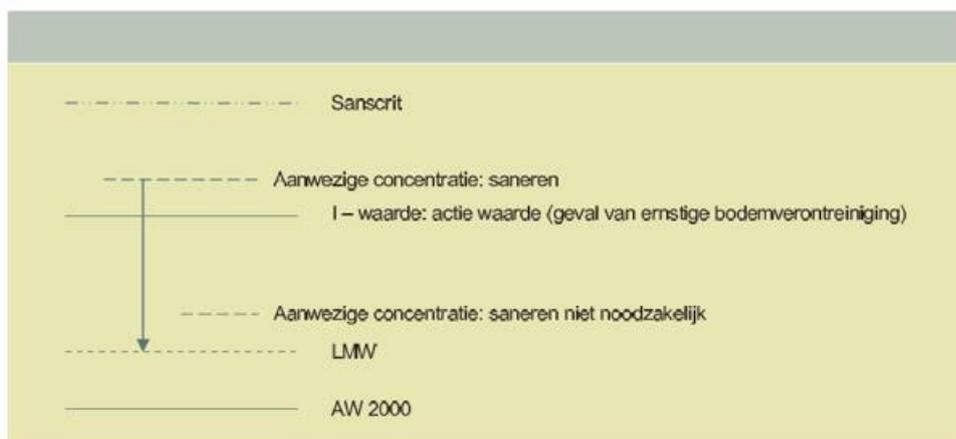 Sanscrit
Aanwezige concentratie: saneren
I – waarde: actie waarde (geval van ernstige bodemverontreiniging)
Aanwezige concentratie: saneren niet noodzakelijk
LMW
AW 2000